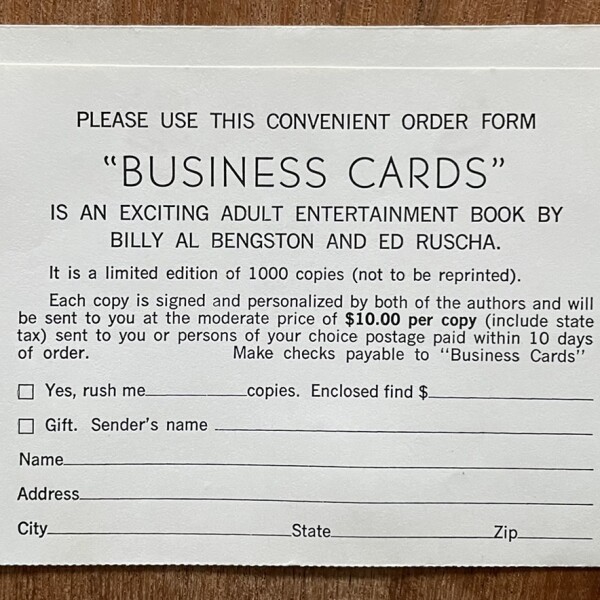 PLEASE USE THIS CONVENIENT ORDER FORM
“BUSINESS CARDS”
IS AN EXCITING ADULT ENTERTAINMENT BOOK BY
BILLY AL BENGSTON AND ED RUSCHA.
It is a limited edition of 1000 copies (not to be reprinted).
Each copy is signed and personalized by both of the authors and will
be sent to you at the moderate price of $10.00 per copy (include state
tax) sent to you or persons of your choice postage paid within 10 days
of order. Make checks payable to “Business Cards”
Yes, rush me copies. Enclosed find $
Gift. Sender's name
Name
Address
City State Zip